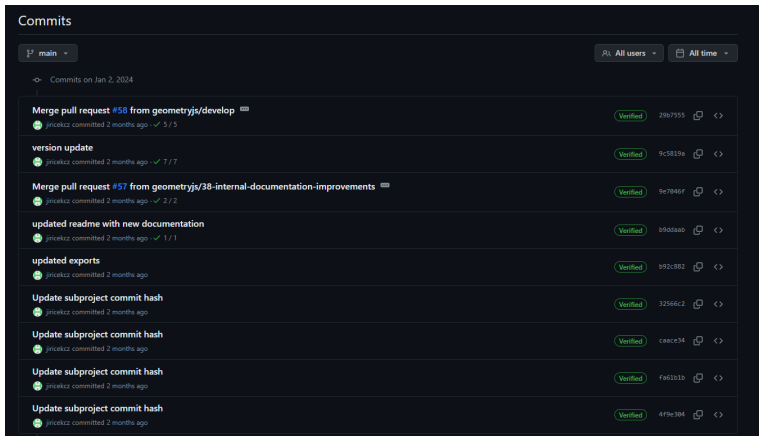 Commits
main
All users
All time
Commits on Jan 2, 2024
Merge pull request #58 from geometryjs/develop
jiricekcz committed 2 months ago · 5 / 5
Verified
29b7555
version update
jiricekcz committed 2 months ago · 7 / 7
Verified
9c5819a
Merge pull request #57 from geometryjs/38-internal-documentation-improvements
jiricekcz committed 2 months ago · 2 / 2
Verified
9e7046f
updated readme with new documentation
jiricekcz committed 2 months ago · 1 / 1
Verified
b9ddaab
updated exports
jiricekcz committed 2 months ago
Verified
b92c882
Update subproject commit hash
jiricekcz committed 2 months ago
Verified
32566c2
Update subproject commit hash
jiricekcz committed 2 months ago
Verified
caace34
Update subproject commit hash
jiricekcz committed 2 months ago
Verified
fa61b1b
Update subproject commit hash
jiricekcz committed 2 months ago
Verified
4f9e304